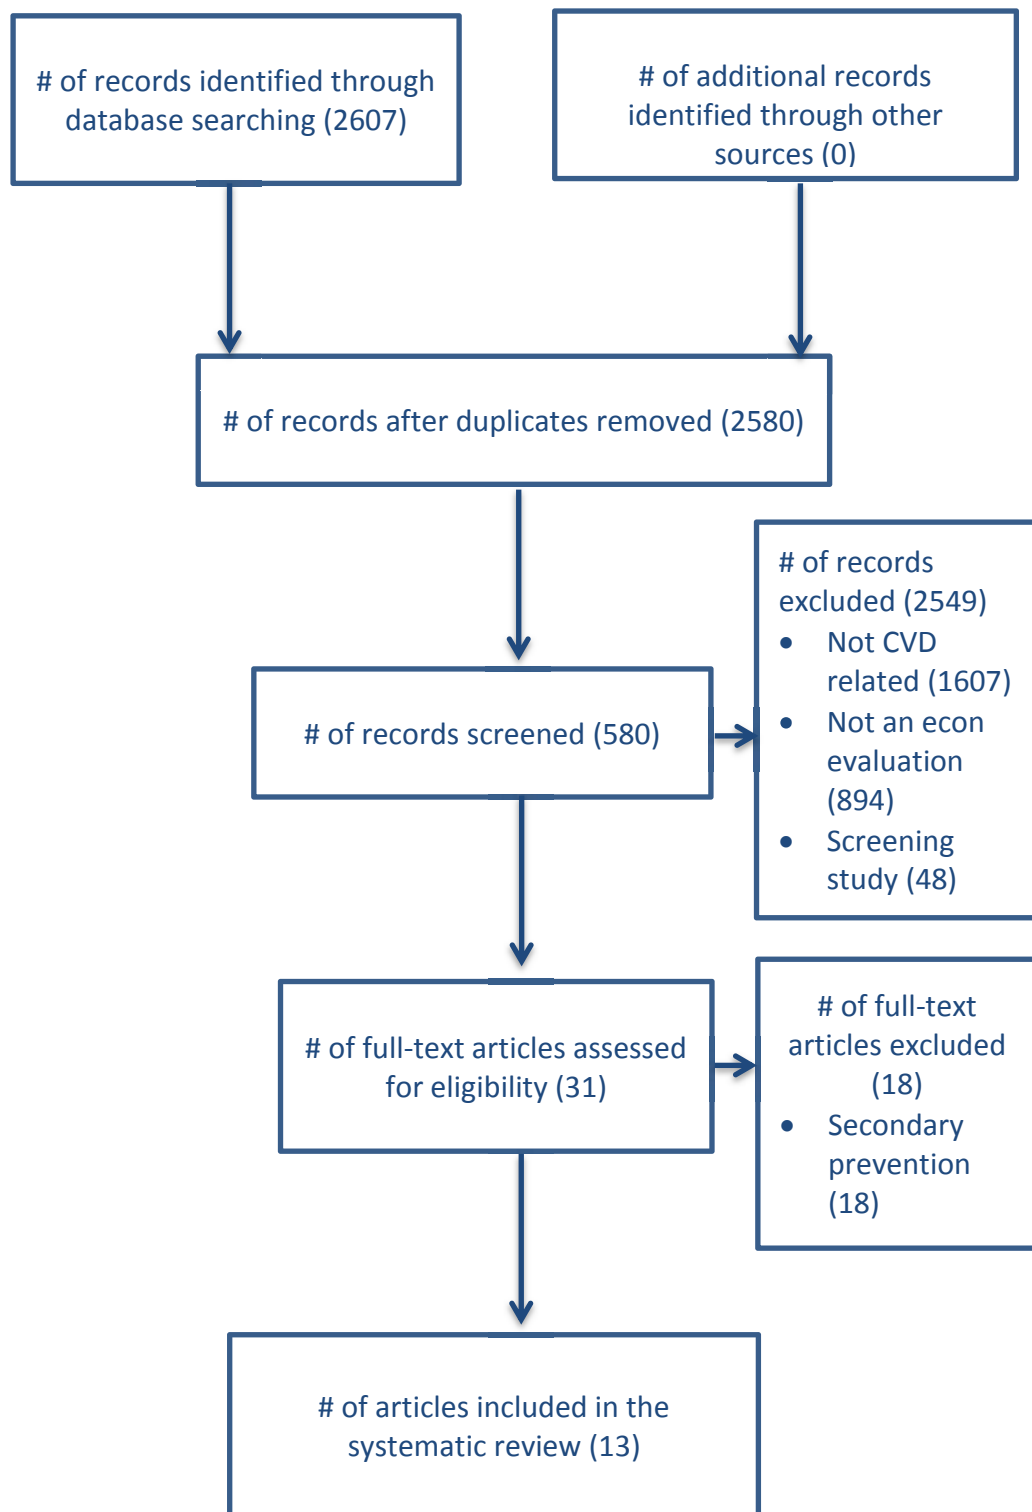 # of records identified through
database searching (2607)
# of additional records
identified through other
sources (0)
# of records after duplicates removed (2580)
# of records
excluded (2549)
• Not CVD
related (1607)
• Not an econ
evaluation
(894)
• Screening
study (48)
# of records screened (580)
# of full-text articles assessed
for eligibility (31)
# of full-text
articles excluded
(18)
• Secondary
prevention
(18)
# of articles included in the
systematic review (13)